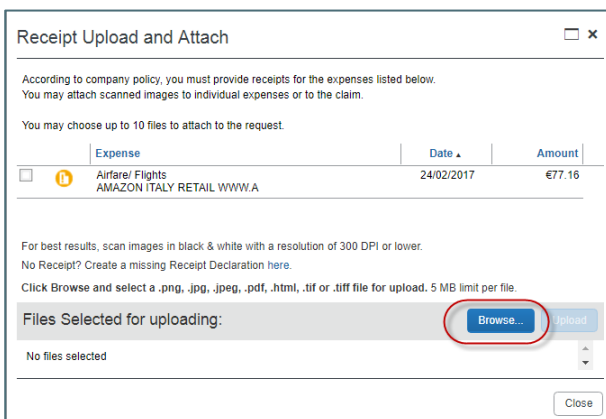 Receipt Upload and Attach
According to company policy, you must provide receipts for the expenses listed below.
You may attach scanned images to individual expenses or to the claim.
You may choose up to 10 files to attach to the request.
Expense Date Amount
Airfare/ Flights 24/02/2017 €77.16
AMAZON ITALY RETAIL WWW.A
For best results, scan images in black & white with a resolution of 300 DPI or lower.
No Receipt? Create a missing Receipt Declaration here.
Click Browse and select a .png, .jpg, .jpeg, .pdf, .html, .tif or .tiff file for upload. 5 MB limit per file.
Files Selected for uploading: Browse... Upload
No files selected
Close